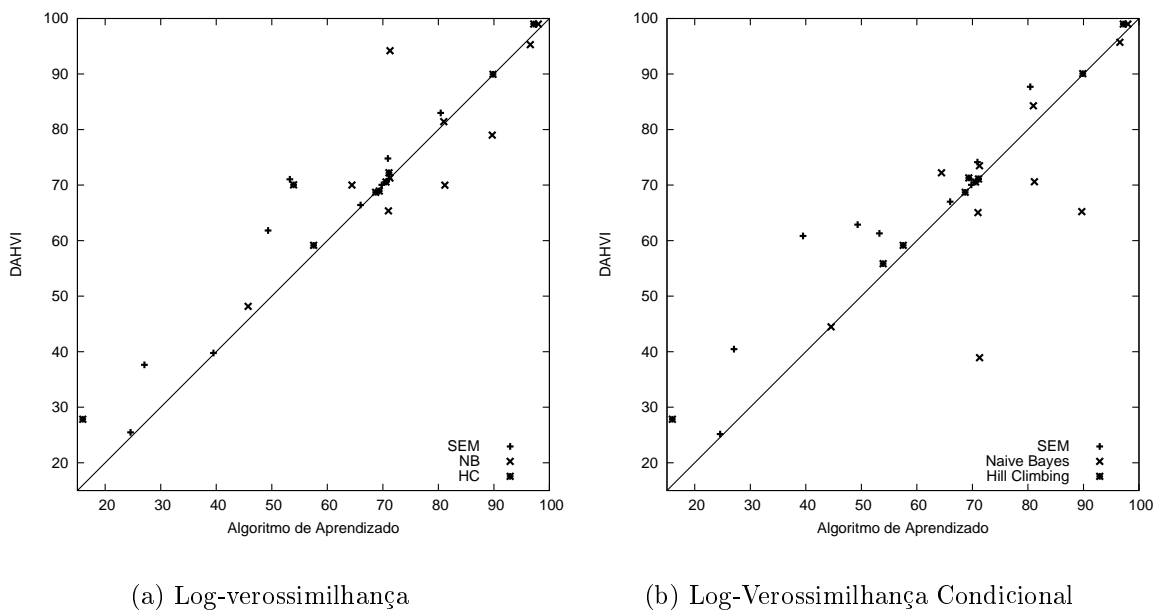 100
90
80
70
60
50
40
30
20
DAHVI
SEM
NB
HC
20 30 40 50 60 70 80 90 100
Algoritmo de Aprendizado
(a) Log-verossimilhança
100
90
80
70
60
50
40
30
20
DAHVI
SEM
Naive Bayes
Hill Climbing
20 30 40 50 60 70 80 90 100
Algoritmo de Aprendizado
(b) Log-Verossimilhança Condicional